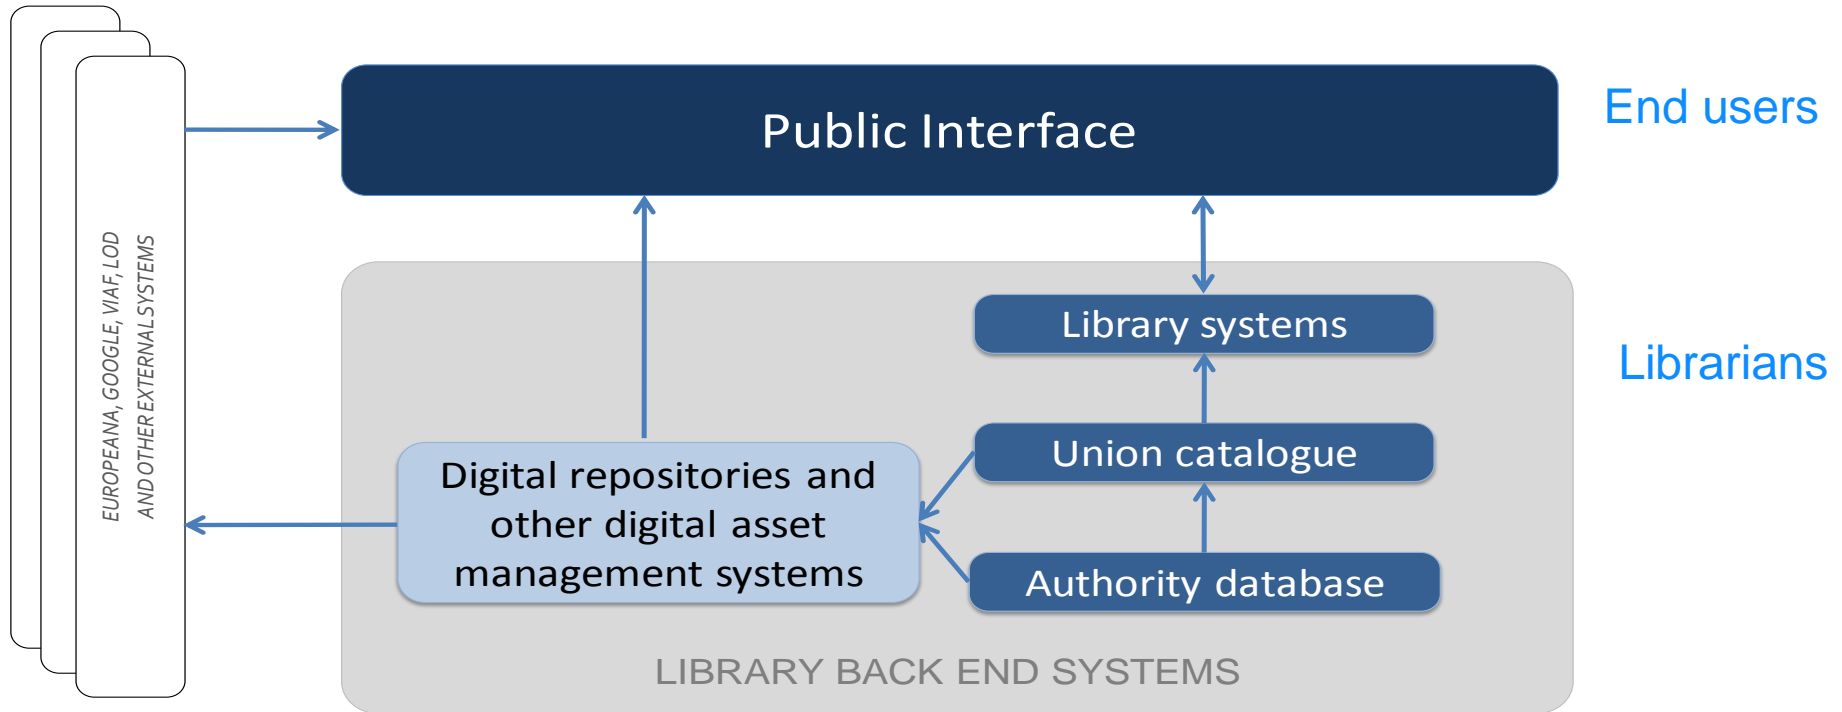 Public Interface
End users
EUROPEANA, GOOGLE, VIAF, LOD
AND OTHER EXTERNAL SYSTEMS
Library systems
Librarians
Union catalogue
Digital repositories and
other digital asset
management systems
Authority database
LIBRARY BACK END SYSTEMS